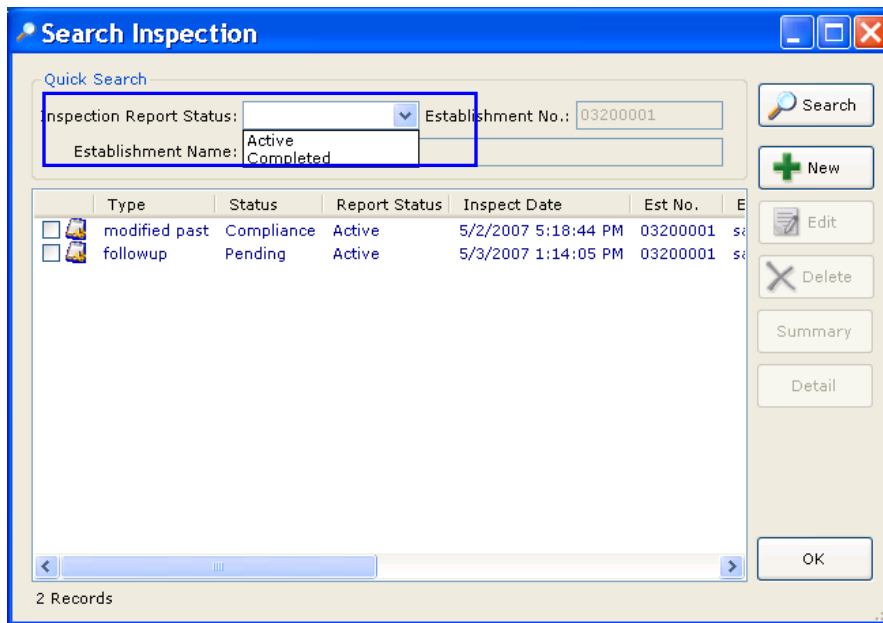 Search Inspection
Quick Search
Inspection Report Status:
Establishment No.: 03200001
Active
Completed
Establishment Name:
Search
New
Edit
Delete
Summary
Detail
Type Status Report Status Inspect Date Est No. E
modified past Compliance Active 5/2/2007 5:18:44 PM 03200001 sa
followup Pending Active 5/3/2007 1:14:05 PM 03200001 sa
OK
2 Records